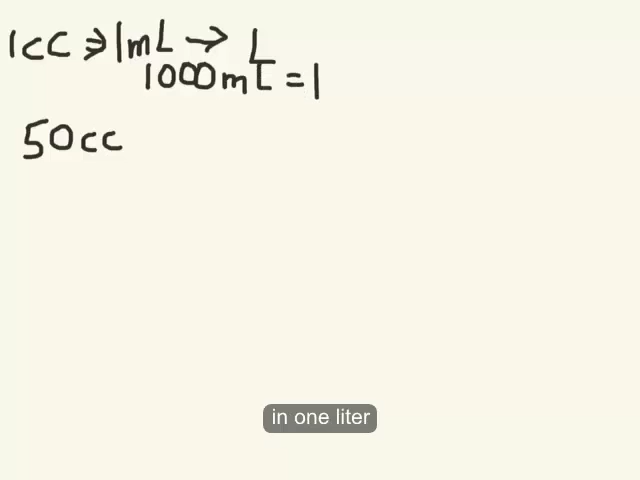 1cc ⇒ 1mL → L
1000mL = 1
50cc
in one liter